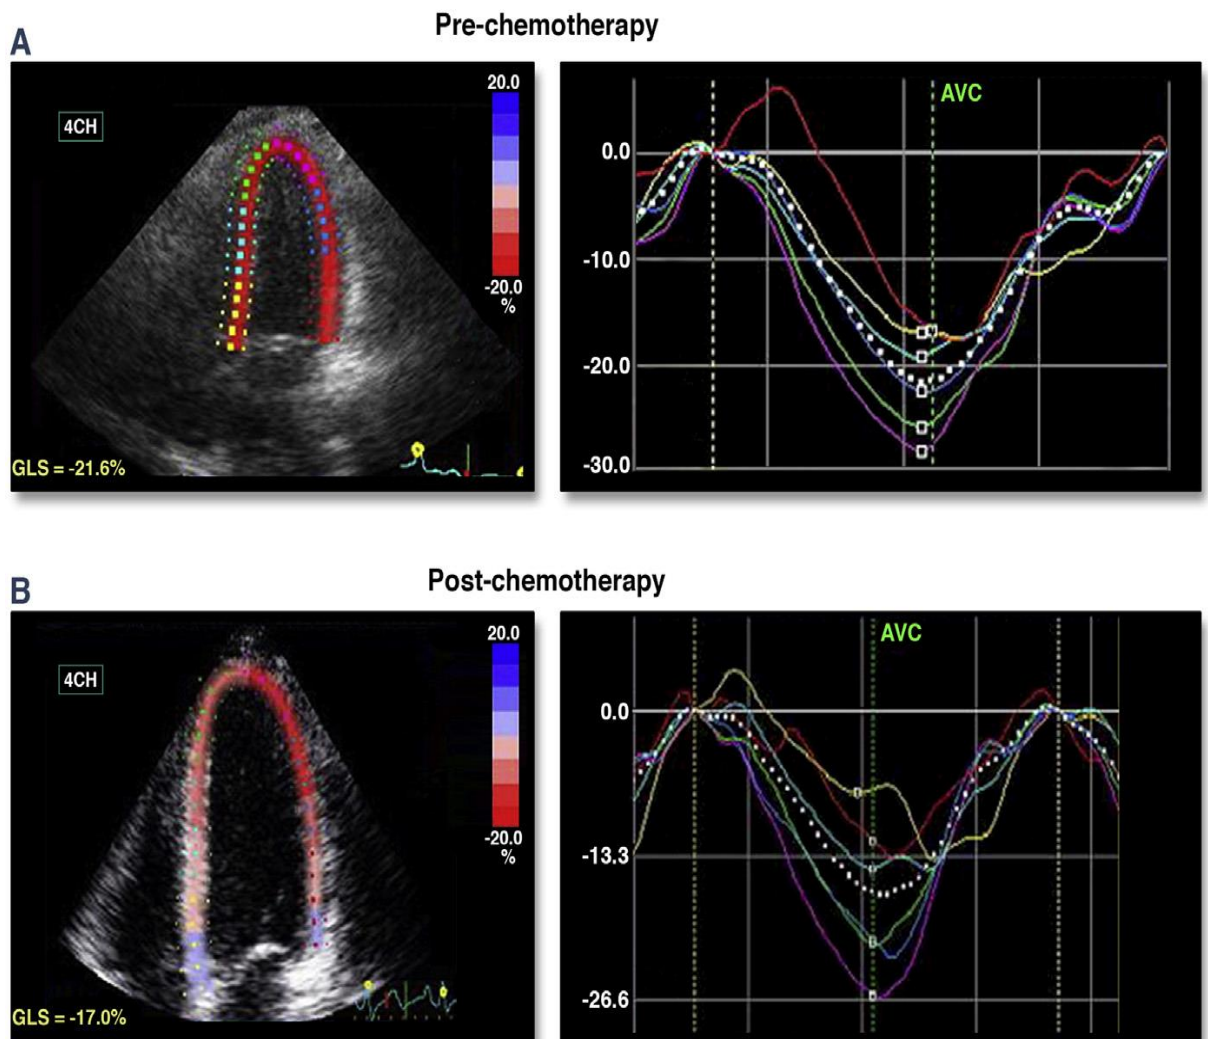 Pre-chemotherapy
A
4CH
20.0
-20.0
%
GLS = -21.6%
AVC
0.0
-10.0
-20.0
-30.0
Post-chemotherapy
B
4CH
20.0
-20.0
%
GLS = -17.0%
AVC
0.0
-13.3
-26.6